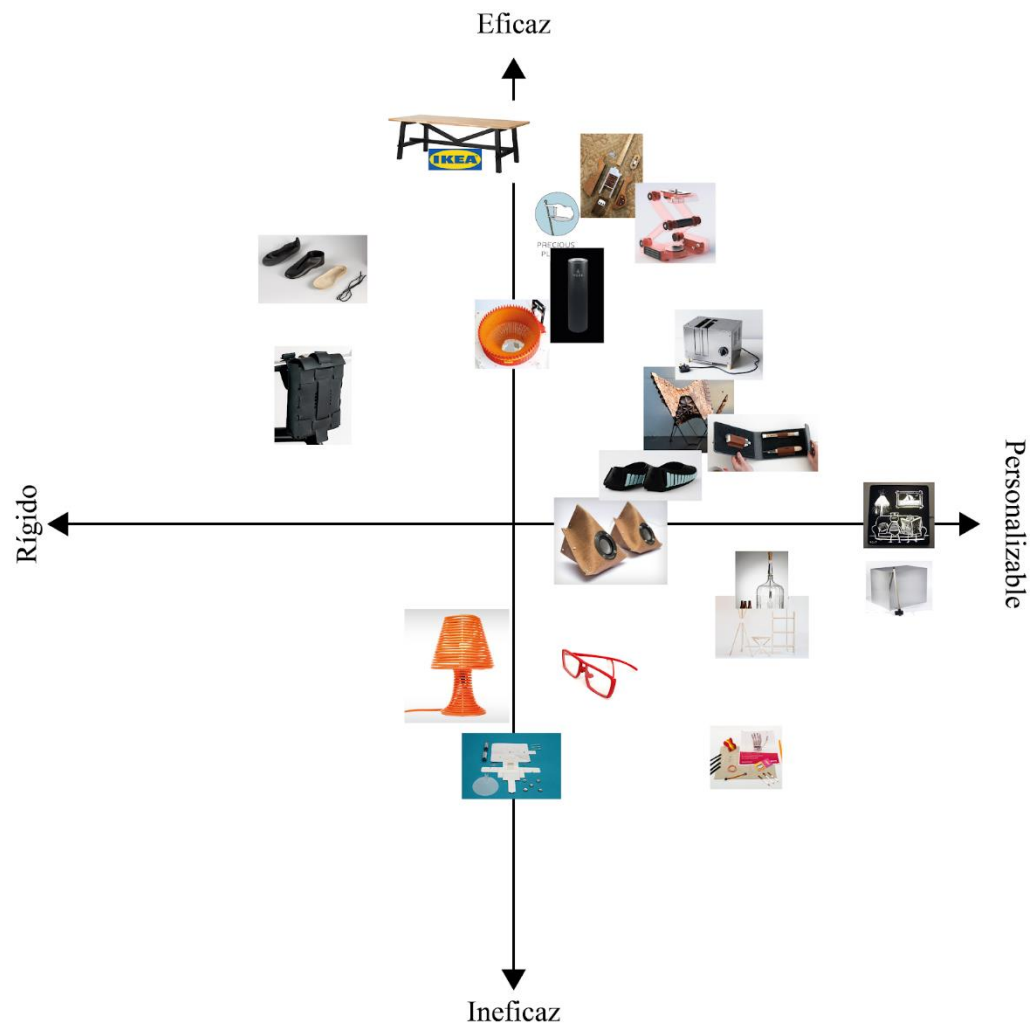 Eficaz
IKEA
PRECIOUS
Rígido
Personalizable
Ineficaz